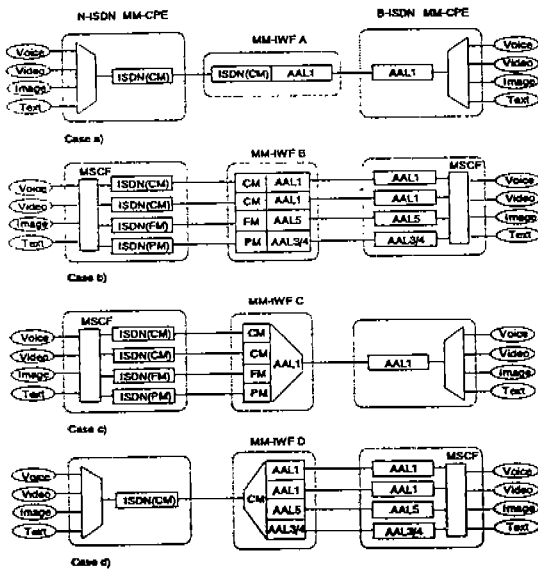 N-ISDN MM-CPE B-ISDN MM-CPE
MM-IWF A
Voice Voice
Video ISDN(CM) ISDN(CM) AAL1 AAL1 Video
Image Image
Text Text
Case a)
MM-IWF B
MSCF MSCF
Voice ISDN(CM) CM AAL1 AAL1 Voice
Video ISDN(CM) CM AAL1 AAL1 Video
Image ISDN(FM) FM AAL5 AAL5 Image
Text ISDN(PM) PM AAL3/4 AAL3/4 Text
Case b)
MM-IWF C
MSCF
Voice ISDN(CM) CM Voice
Video ISDN(CM) CM AAL1 AAL1 Video
Image ISDN(FM) FM Image
Text ISDN(PM) PM Text
Case c)
MM-IWF D
MSCF
Voice AAL1 AAL1 Voice
Video ISDN(CM) CM AAL1 AAL1 Video
Image AAL5 AAL5 Image
Text AAL3/4 AAL3/4 Text
Case d)